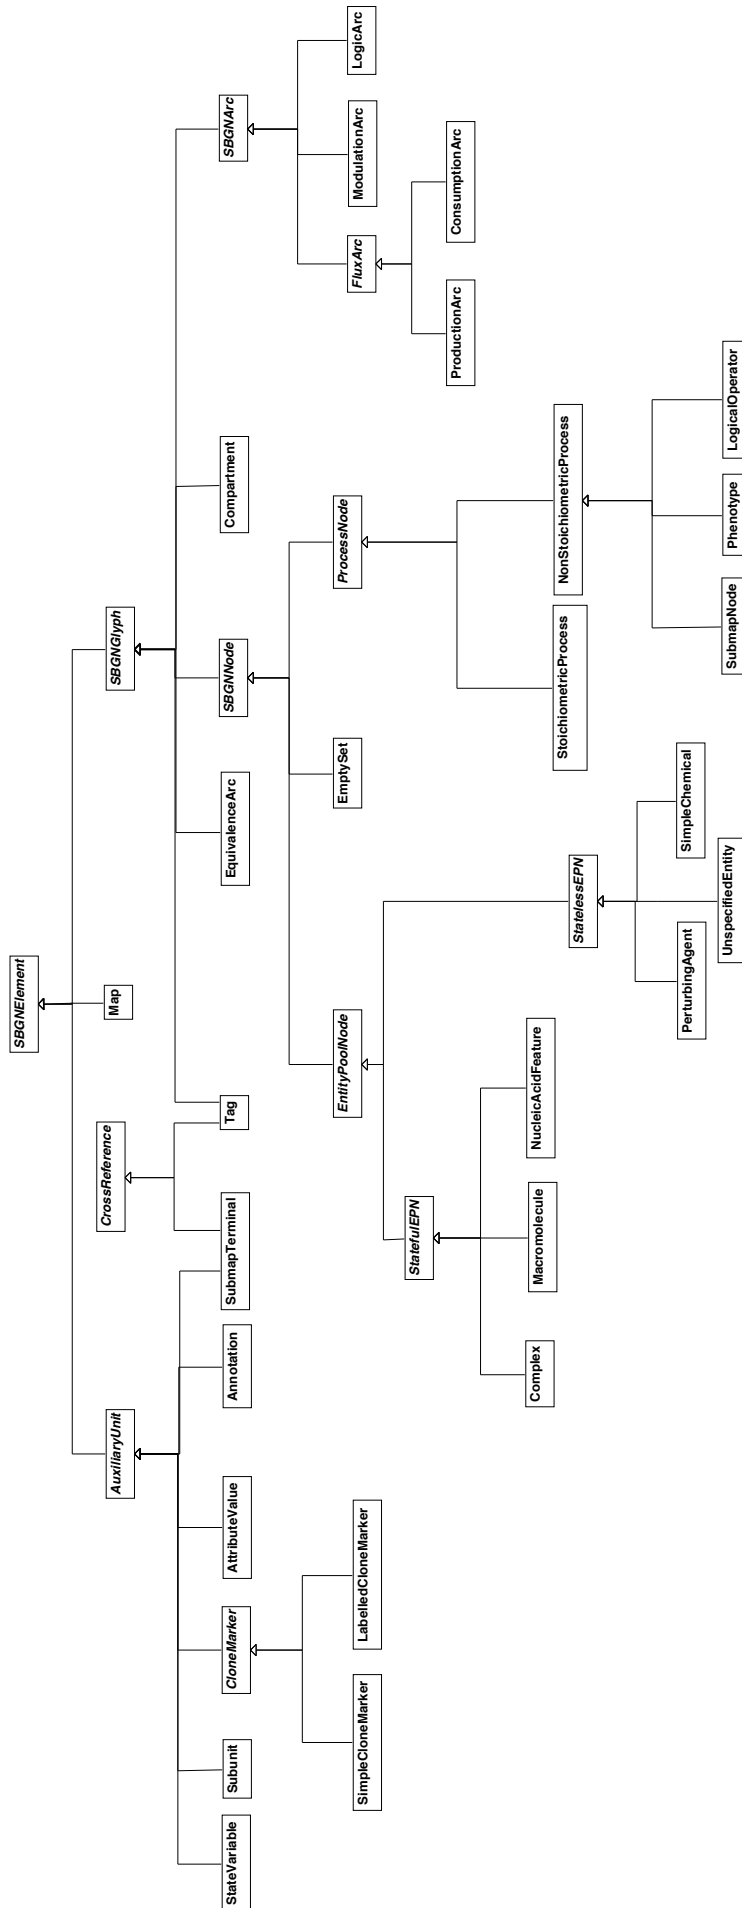 SBGNElement
AuxiliaryUnit
Map
SBGNGlyph
CrossReference
StateVariable
Subunit
CloneMarker
AttributeValue
Annotation
SubmapTerminal
Tag
EquivalenceArc
SBGNNode
Compartment
SBGNArc
SimpleCloneMarker
LabelledCloneMarker
EntityPoolNode
EmptySet
ProcessNode
FluxArc
ModulationArc
LogicArc
StatefulEPN
ProductionArc
ConsumptionArc
Complex
Macromolecule
NucleicAcidFeature
StatelessEPN
StoichiometricProcess
NonStoichiometricProcess
PerturbingAgent
UnspecifiedEntity
SimpleChemical
SubmapNode
Phenotype
LogicalOperator